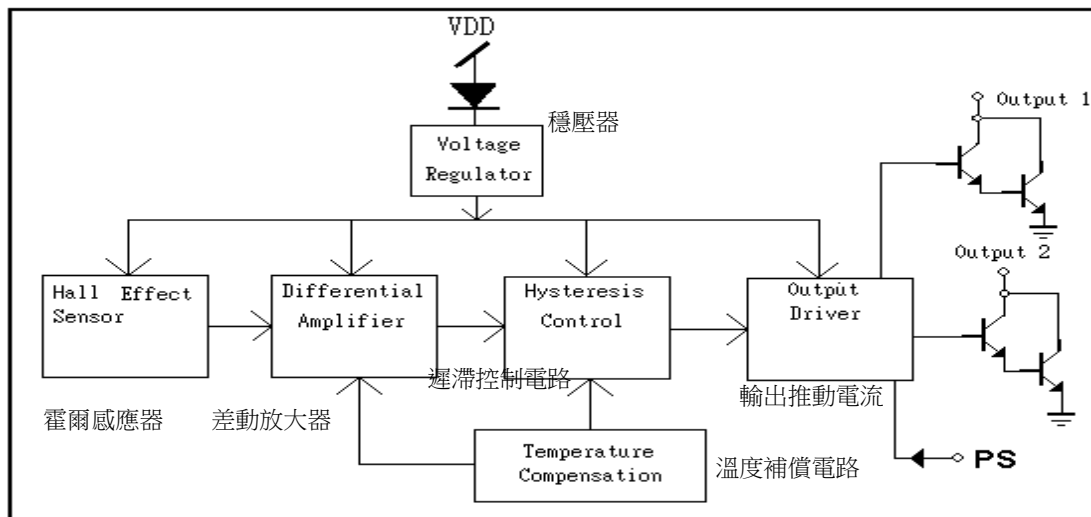 VDD
穩壓器
Voltage
Regulator
Output 1
Output 2
Hall Effect
Sensor
Differential
Amplifier
Hysteresis
Control
Output
Driver
霍爾感應器
差動放大器
遲滯控制電路
輸出推動電流
Temperature
Compensation
溫度補償電路
PS